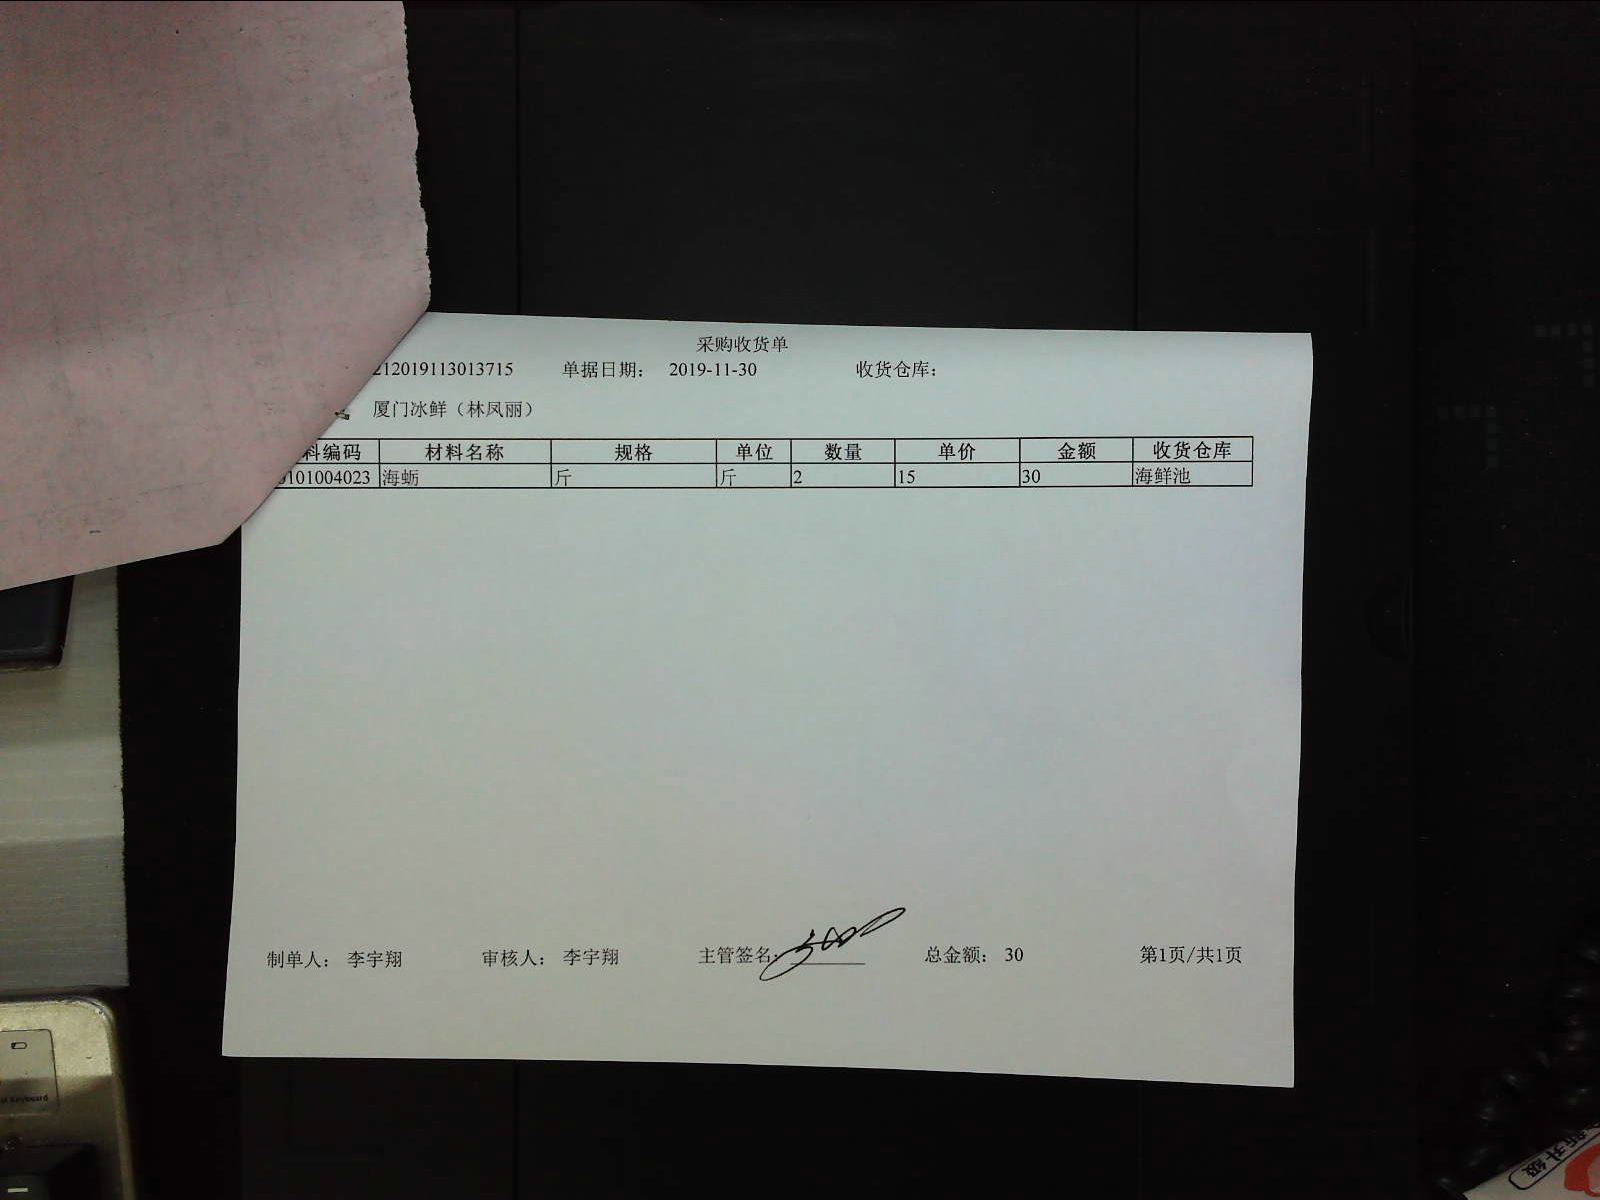 采购收货单
212019113013715 单据日期： 2019-11-30 收货仓库：
厦门冰鲜（林凤丽）
料编码 材料名称 规格 单位 数量 单价 金额 收货仓库
0101004023 海蛎 斤 斤 2 15 30 海鲜池
制单人： 李宇翔 审核人： 李宇翔 主管签名： 总金额： 30 第1页/共1页
Keyboard
新升级